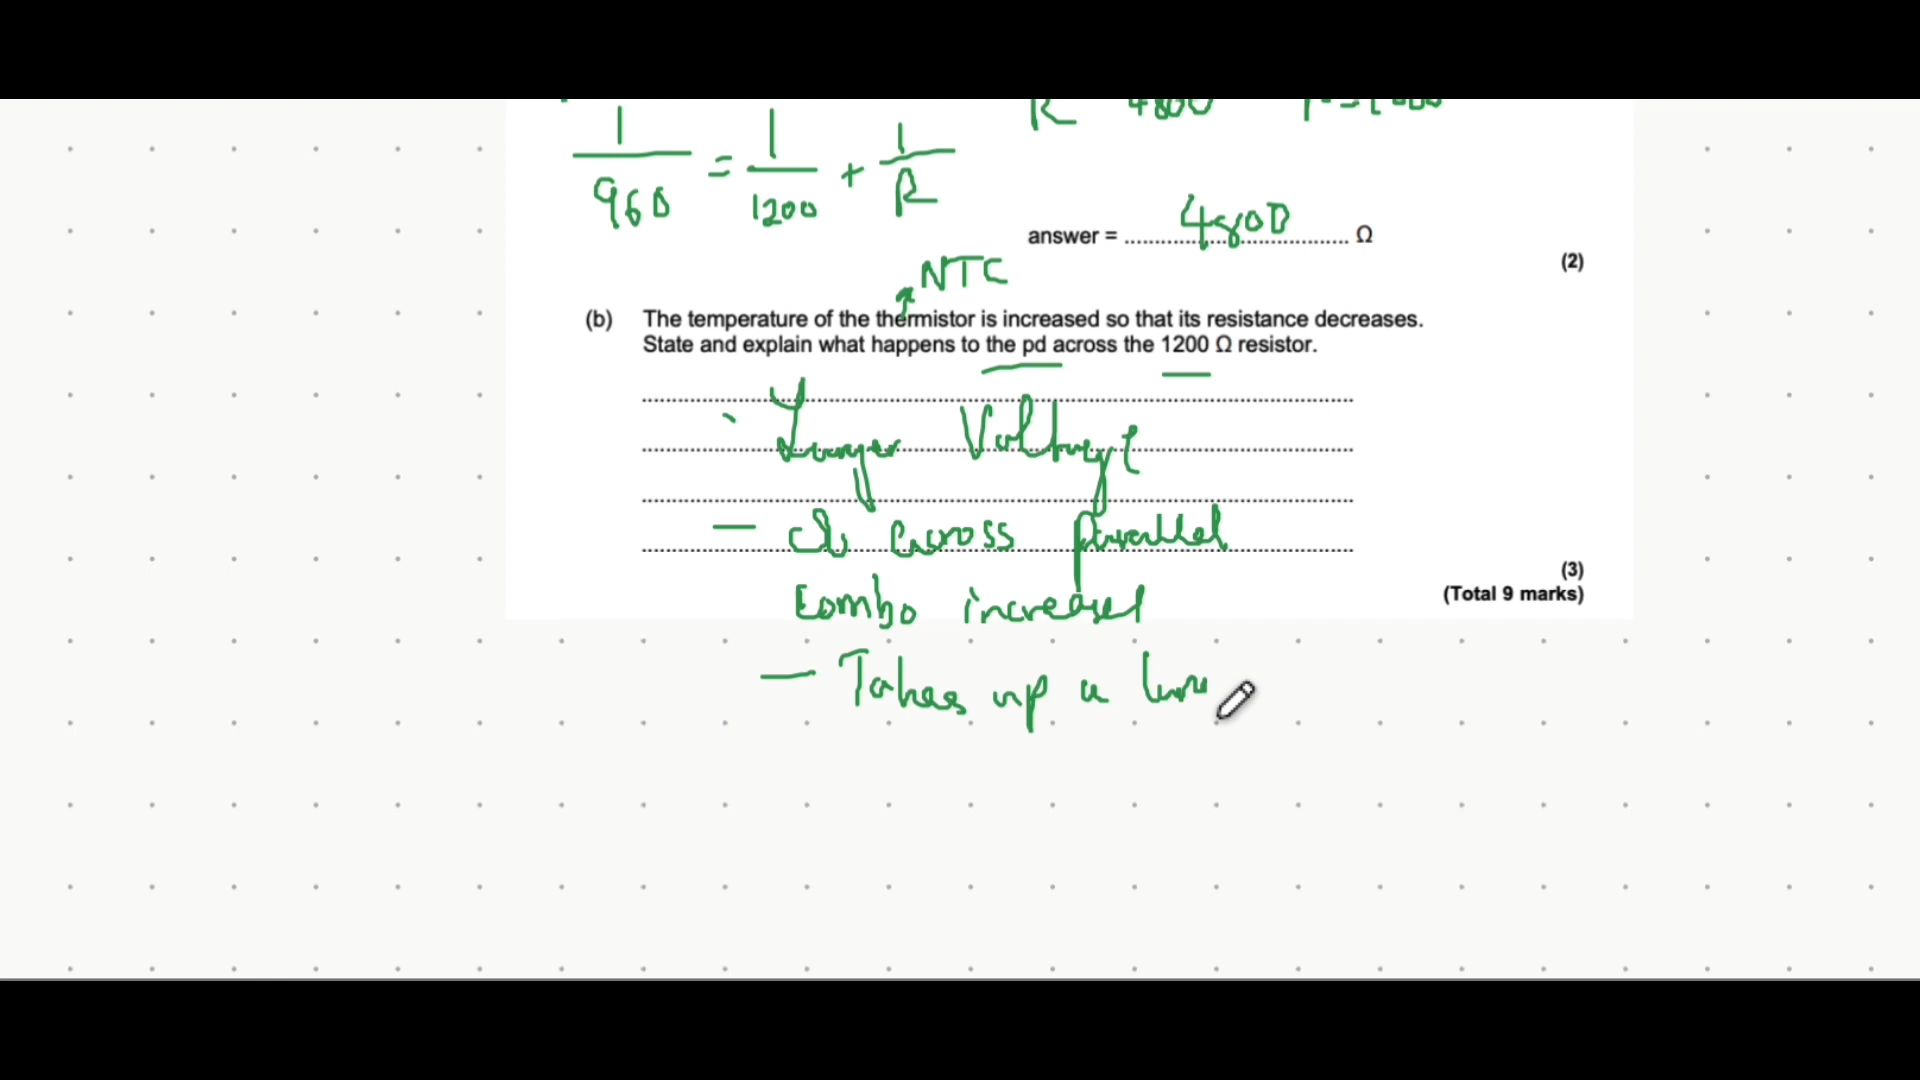 R 4800
1/960 = 1/1200 + 1/R
answer = 4800 Ω
(2)
NTC
(b) The temperature of the thermistor is increased so that its resistance decreases.
State and explain what happens to the pd across the 1200 Ω resistor.
Larger Voltage
- across parallel
(3)
Combo increased
(Total 9 marks)
- Takes up a